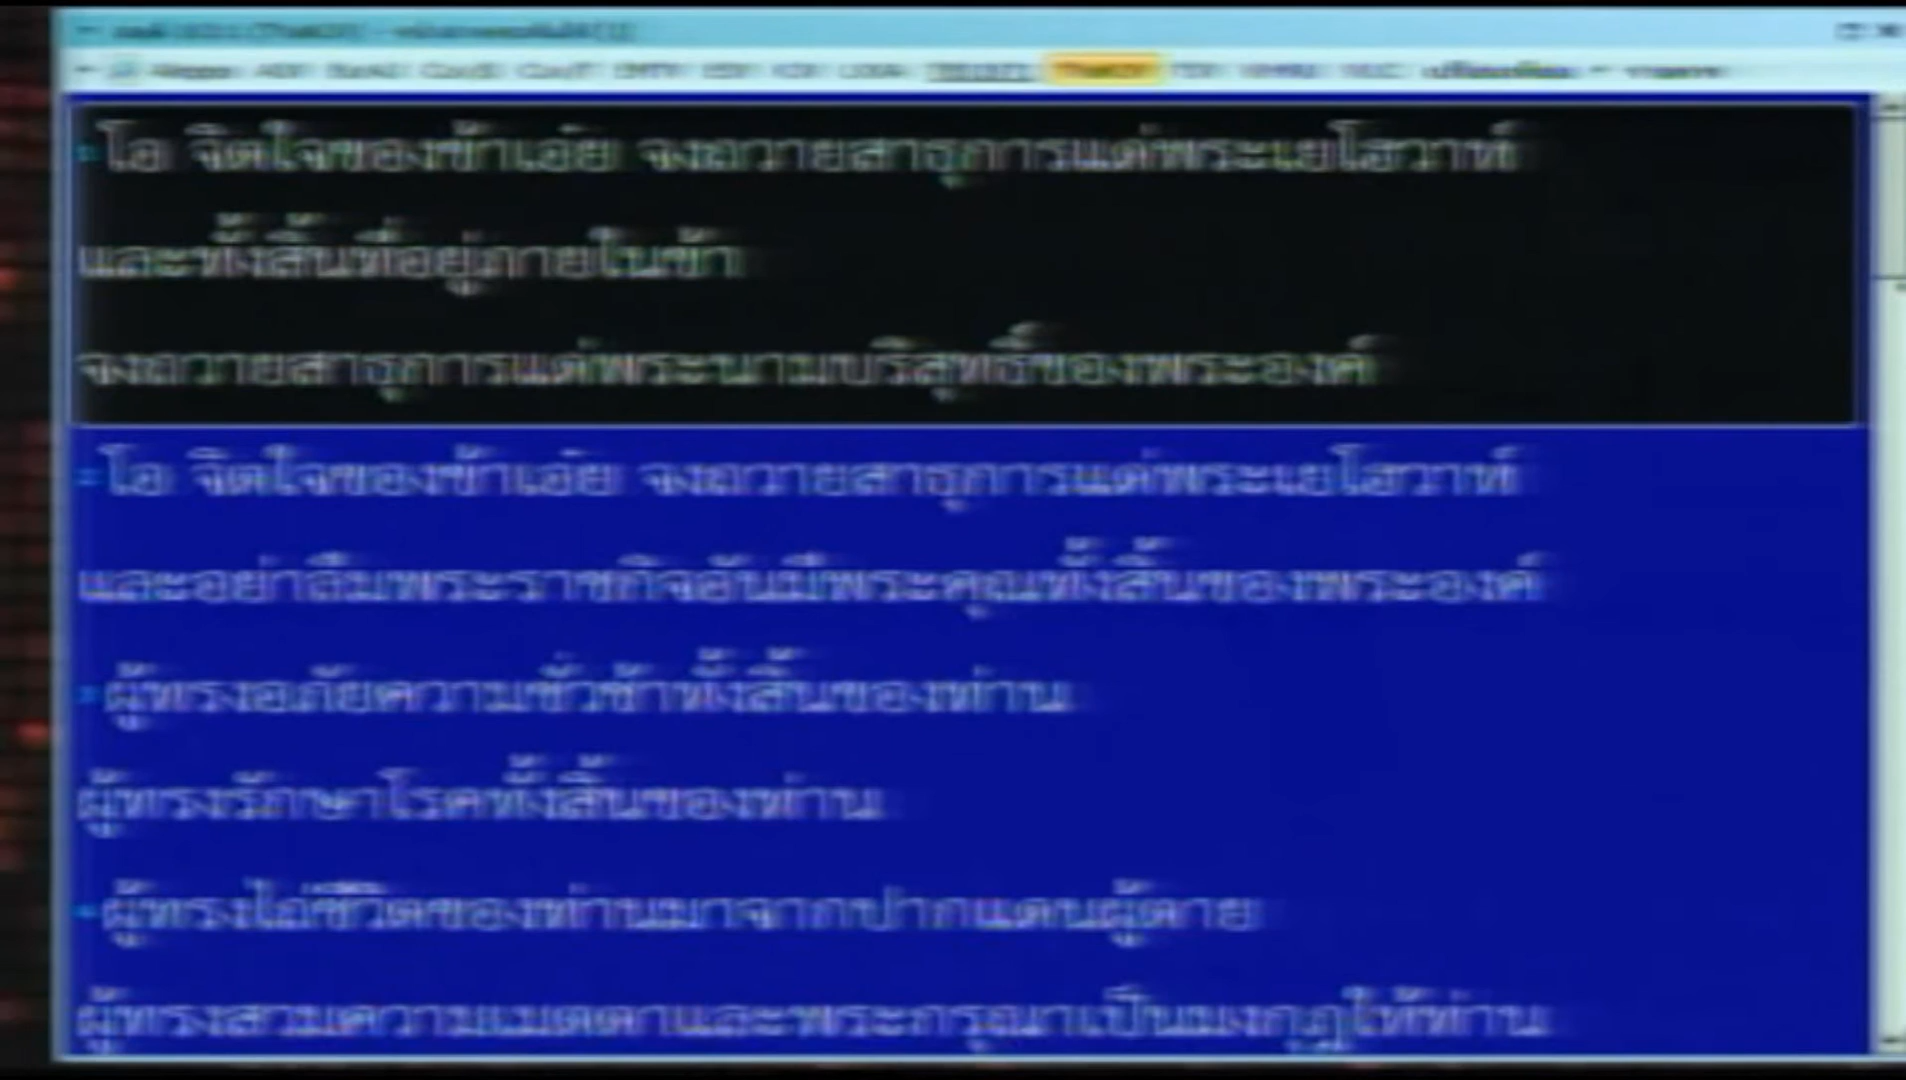 โอ จิตใจของข้าเอ๋ย จงถวายสาธุการแด่พระเยโฮวาห์
และทั้งสิ้นที่อยู่ภายในข้า
จงถวายสาธุการแด่พระนามบริสุทธิ์ของพระองค์
โอ จิตใจของข้าเอ๋ย จงถวายสาธุการแด่พระเยโฮวาห์
และอย่าลืมพระราชกิจอันมีพระคุณทั้งสิ้นของพระองค์
ผู้ทรงอภัยความชั่วช้าทั้งสิ้นของท่าน
ผู้ทรงรักษาโรคทั้งสิ้นของท่าน
ผู้ทรงไถ่ชีวิตของท่านมาจากปากแดนผู้ตาย
ผู้ทรงสวมความเมตตาและพระกรุณาเป็นมงกุฎให้ท่าน